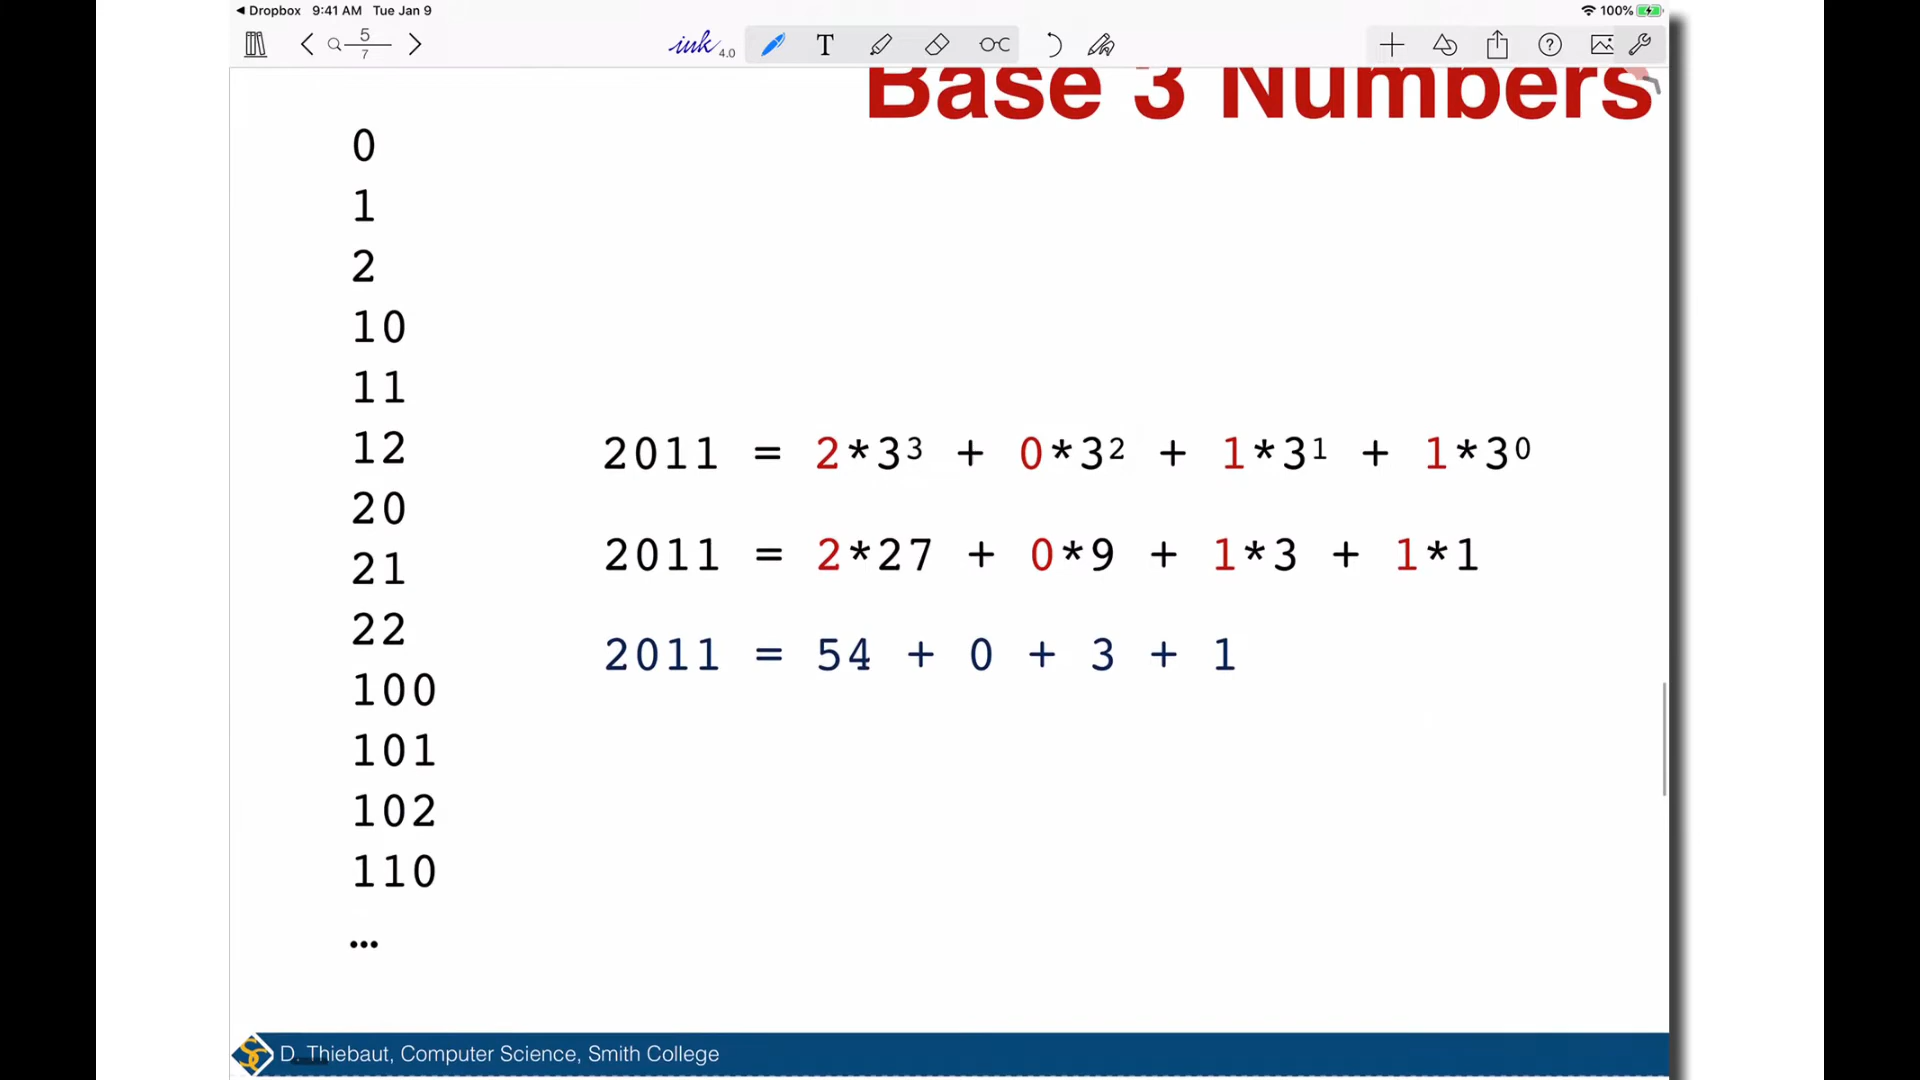 Dropbox 9:41 AM Tue Jan 9 100%
5
7
ink 4.0 T ?
Base 3 Numbers
0
1
2
10
11
12
20
21
22
100
101
102
110
...
2011 = 2*3³ + 0*3² + 1*3¹ + 1*3⁰
2011 = 2*27 + 0*9 + 1*3 + 1*1
2011 = 54 + 0 + 3 + 1
D. Thiebaut, Computer Science, Smith College